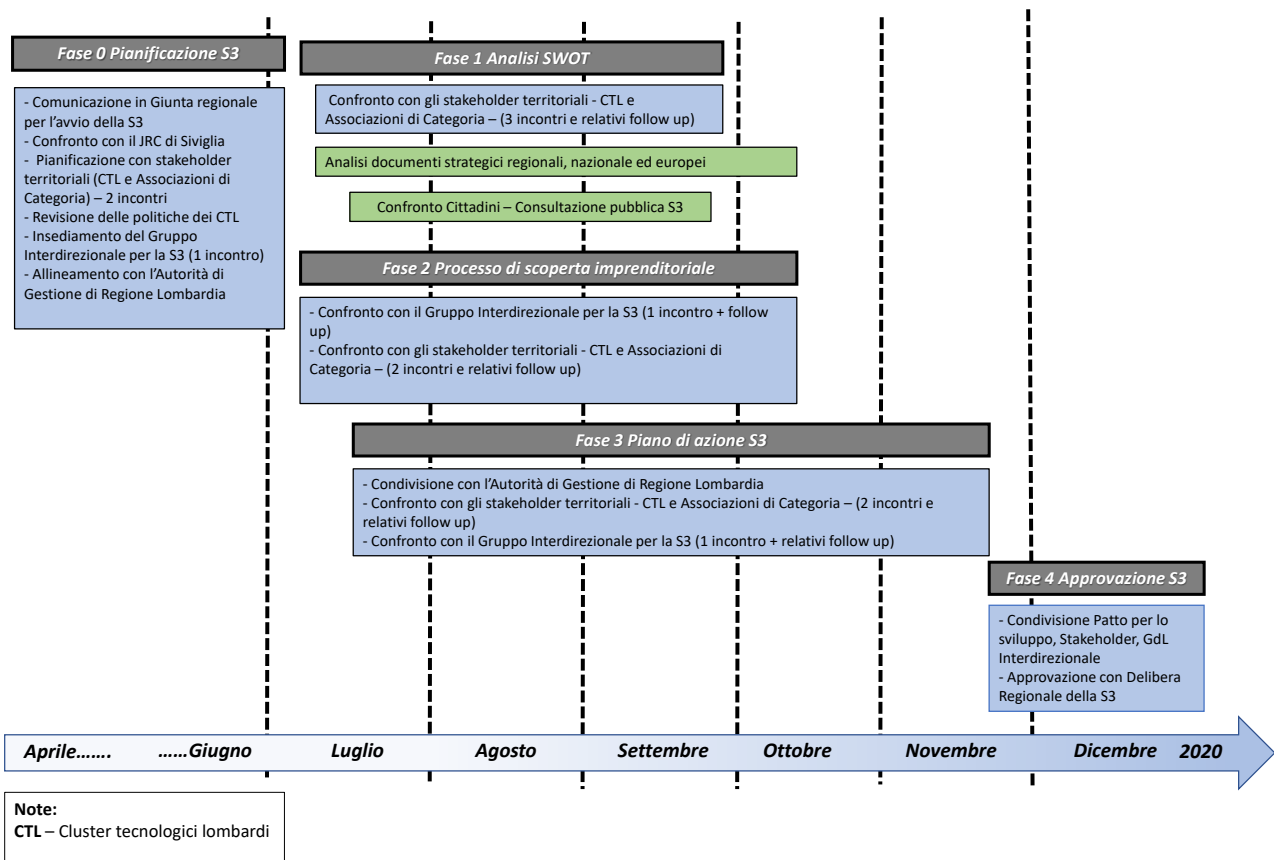 Fase 0 Pianificazione S3
- Comunicazione in Giunta regionale
per l'avvio della S3
- Confronto con il JRC di Siviglia
- Pianificazione con stakeholder
territoriali (CTL e Associazioni di
Categoria) – 2 incontri
- Revisione delle politiche dei CTL
- Insediamento del Gruppo
Interdirezionale per la S3 (1 incontro)
- Allineamento con l'Autorità di
Gestione di Regione Lombardia
Fase 1 Analisi SWOT
Confronto con gli stakeholder territoriali - CTL e
Associazioni di Categoria – (3 incontri e relativi follow up)
Analisi documenti strategici regionali, nazionale ed europei
Confronto Cittadini – Consultazione pubblica S3
Fase 2 Processo di scoperta imprenditoriale
- Confronto con il Gruppo Interdirezionale per la S3 (1 incontro + follow
up)
- Confronto con gli stakeholder territoriali - CTL e Associazioni di
Categoria – (2 incontri e relativi follow up)
Fase 3 Piano di azione S3
- Condivisione con l'Autorità di Gestione di Regione Lombardia
- Confronto con gli stakeholder territoriali - CTL e Associazioni di Categoria – (2 incontri e
relativi follow up)
- Confronto con il Gruppo Interdirezionale per la S3 (1 incontro + relativi follow up)
Fase 4 Approvazione S3
- Condivisione Patto per lo
sviluppo, Stakeholder, GdL
Interdirezionale
- Approvazione con Delibera
Regionale della S3
Aprile....... ......Giugno Luglio Agosto Settembre Ottobre Novembre Dicembre 2020
Note:
CTL – Cluster tecnologici lombardi